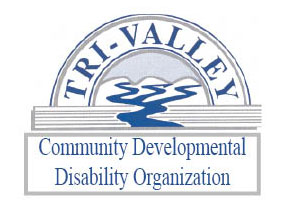 TRI-VALLEY
Community Developmental
Disability Organization